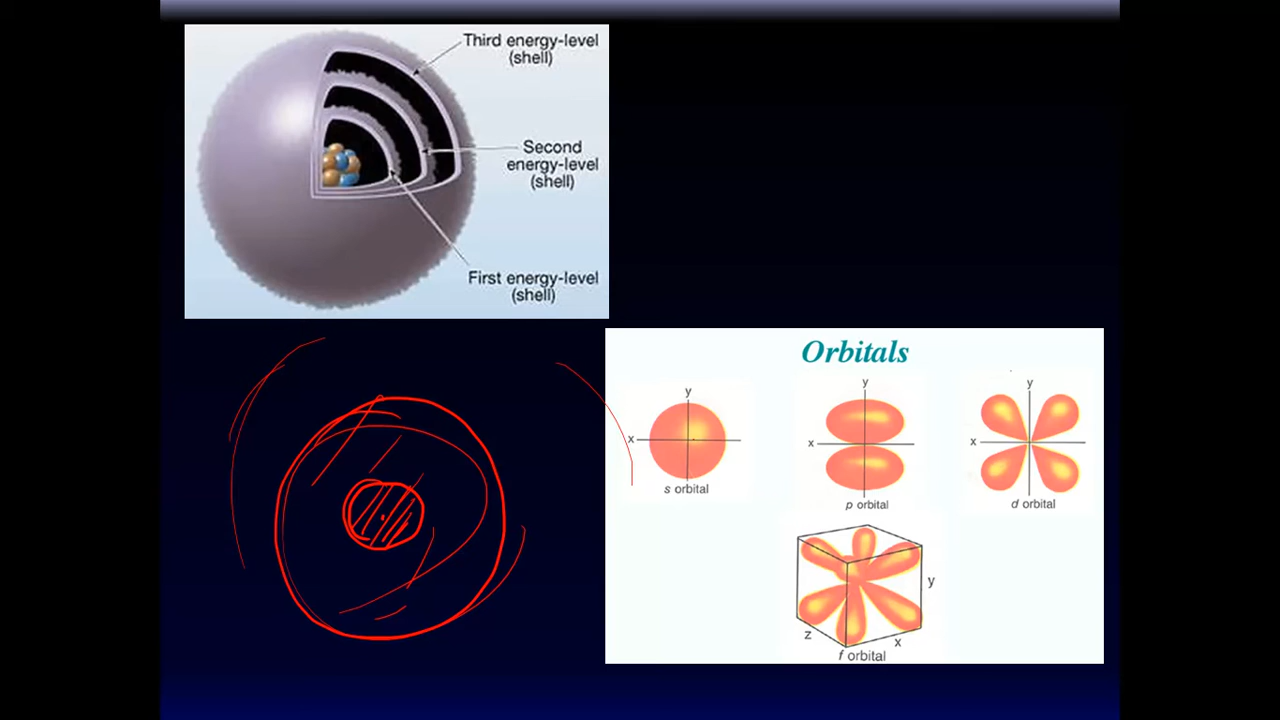 Third energy-level
(shell)
Second
energy-level
(shell)
First energy-level
(shell)
Orbitals
y
x
s orbital
y
x
p orbital
y
x
d orbital
y
z
x
f orbital